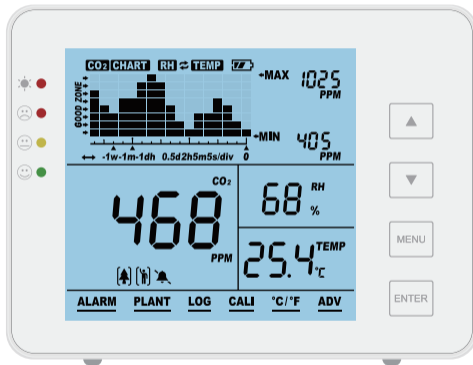 CO2 CHART RH ⇄ TEMP
MAX 1025
PPM
GOOD ZONE
MIN 405
PPM
-1w-1m-1dh 0.5d2h5m5s/div 0
CO2
468
PPM
68 RH
%
25.4 TEMP
°C
ALARM PLANT LOG CALI °C/°F ADV
MENU
ENTER